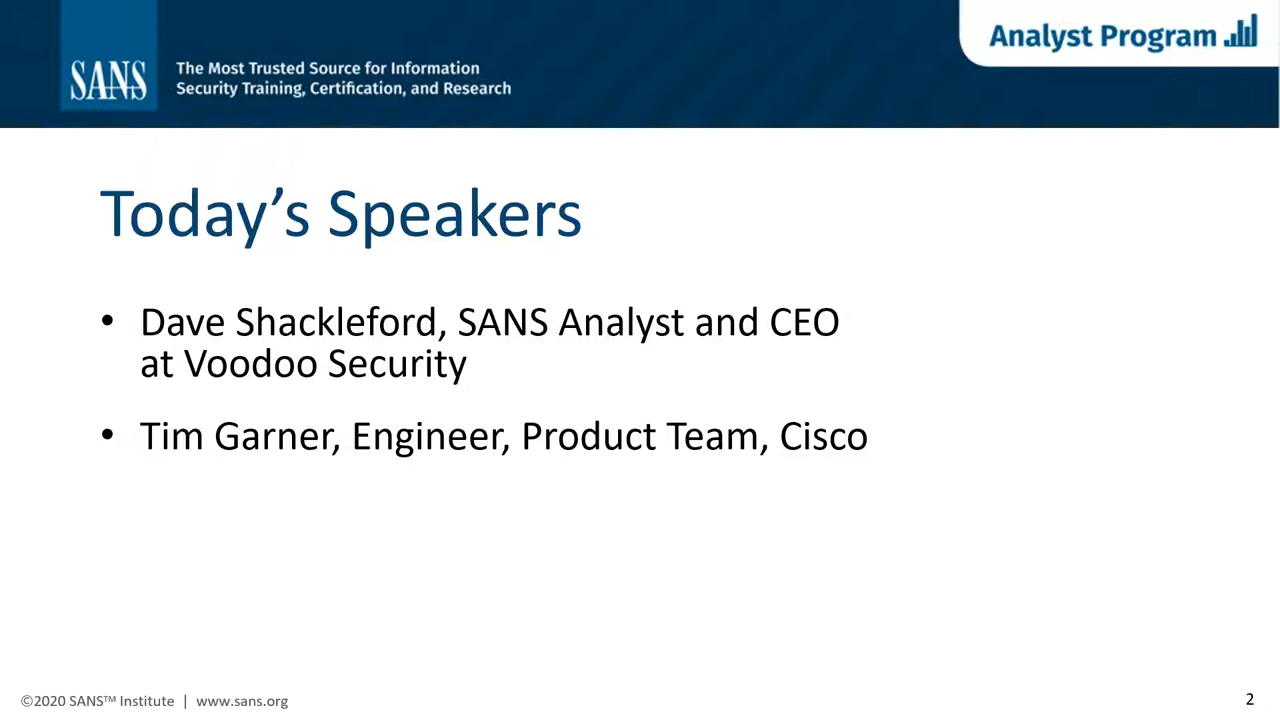 SANS
The Most Trusted Source for Information
Security Training, Certification, and Research
Analyst Program
Today's Speakers
• Dave Shackleford, SANS Analyst and CEO
at Voodoo Security
• Tim Garner, Engineer, Product Team, Cisco
©2020 SANS™ Institute | www.sans.org
2